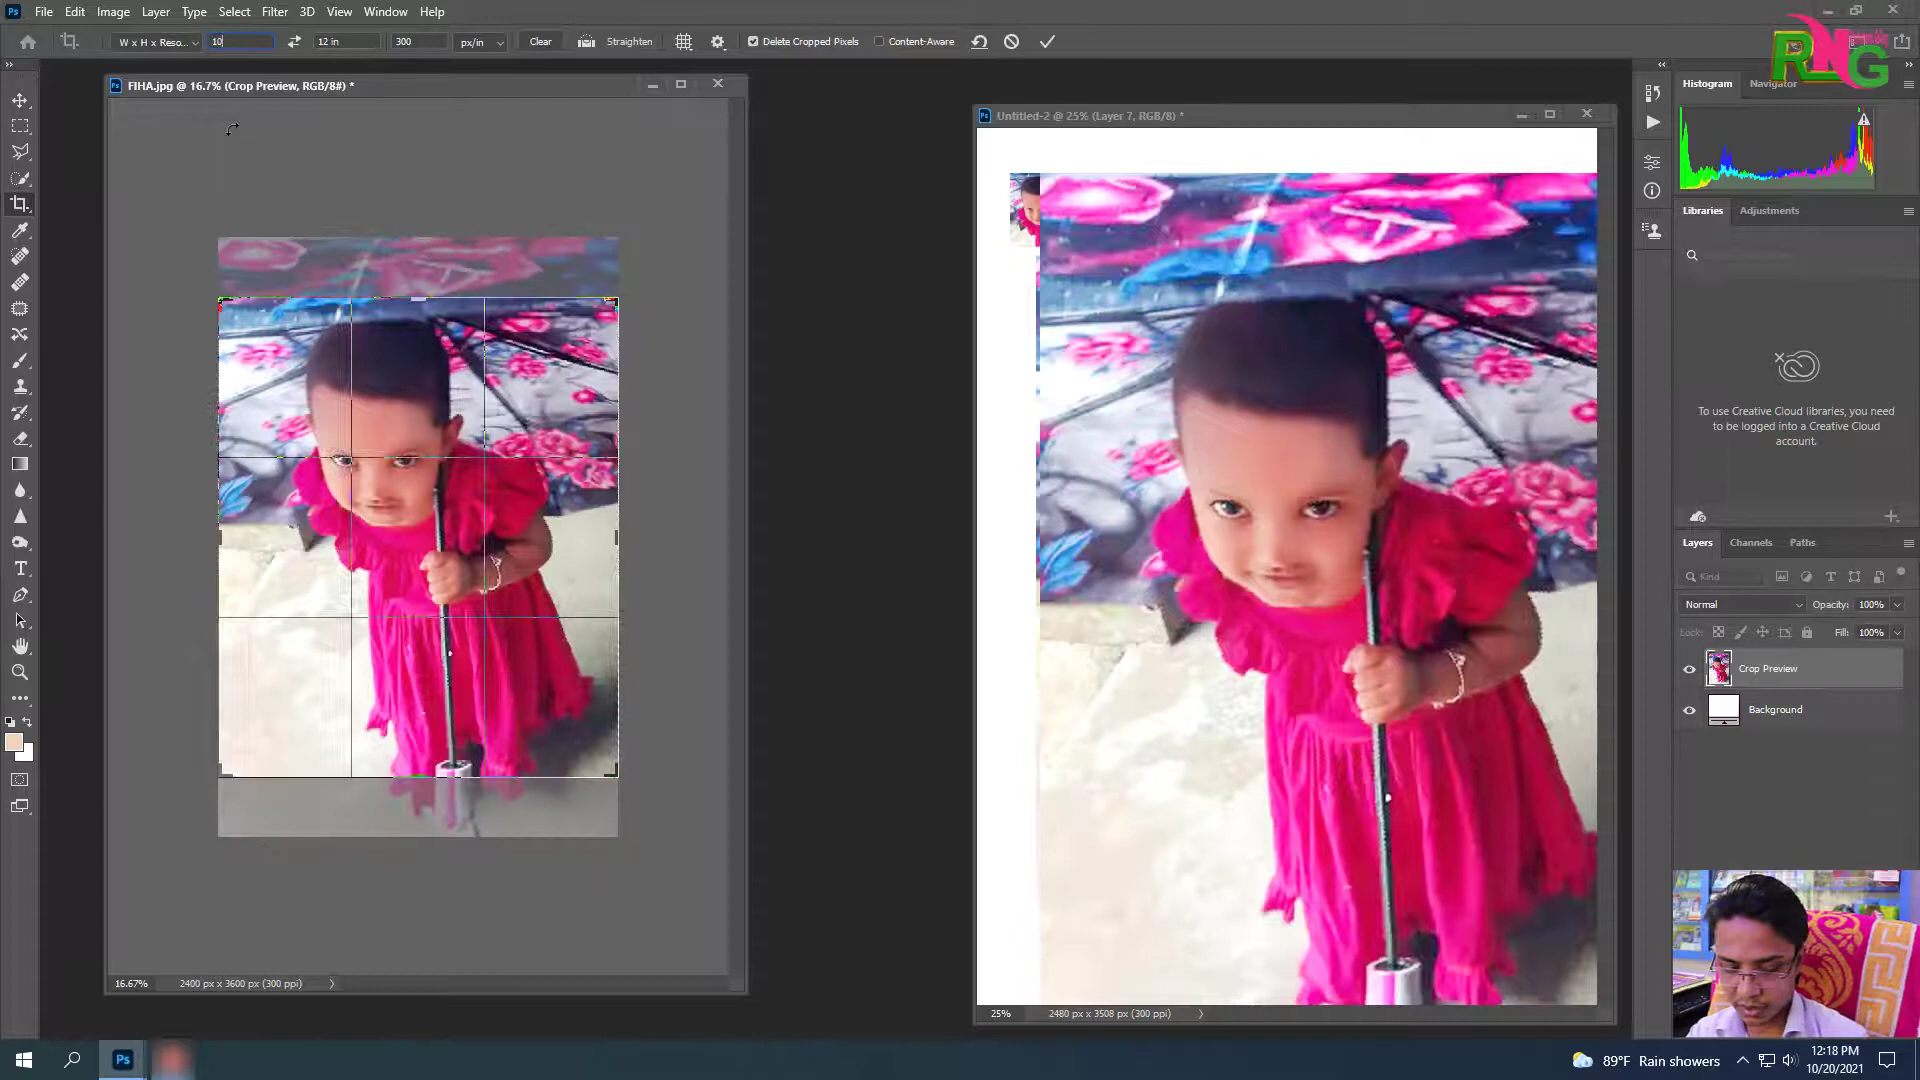 Ps File Edit Image Layer Type Select Filter 3D View Window Help
W x H x Reso... 10 12 in 300 px/in Clear Straighten Delete Cropped Pixels Content-Aware
RNG
FIHA.jpg @ 16.7% (Crop Preview, RGB/8#) *
Untitled-2 @ 25% (Layer 7, RGB/8) *
Histogram Navigator
Libraries Adjustments
To use Creative Cloud libraries, you need
to be logged into a Creative Cloud
account.
Layers Channels Paths
Kind
Normal Opacity: 100%
Lock: Fill: 100%
Crop Preview
Background
16.67% 2400 px x 3600 px (300 ppi)
25% 2480 px x 3508 px (300 ppi)
Ps
89°F Rain showers
12:18 PM
10/20/2021